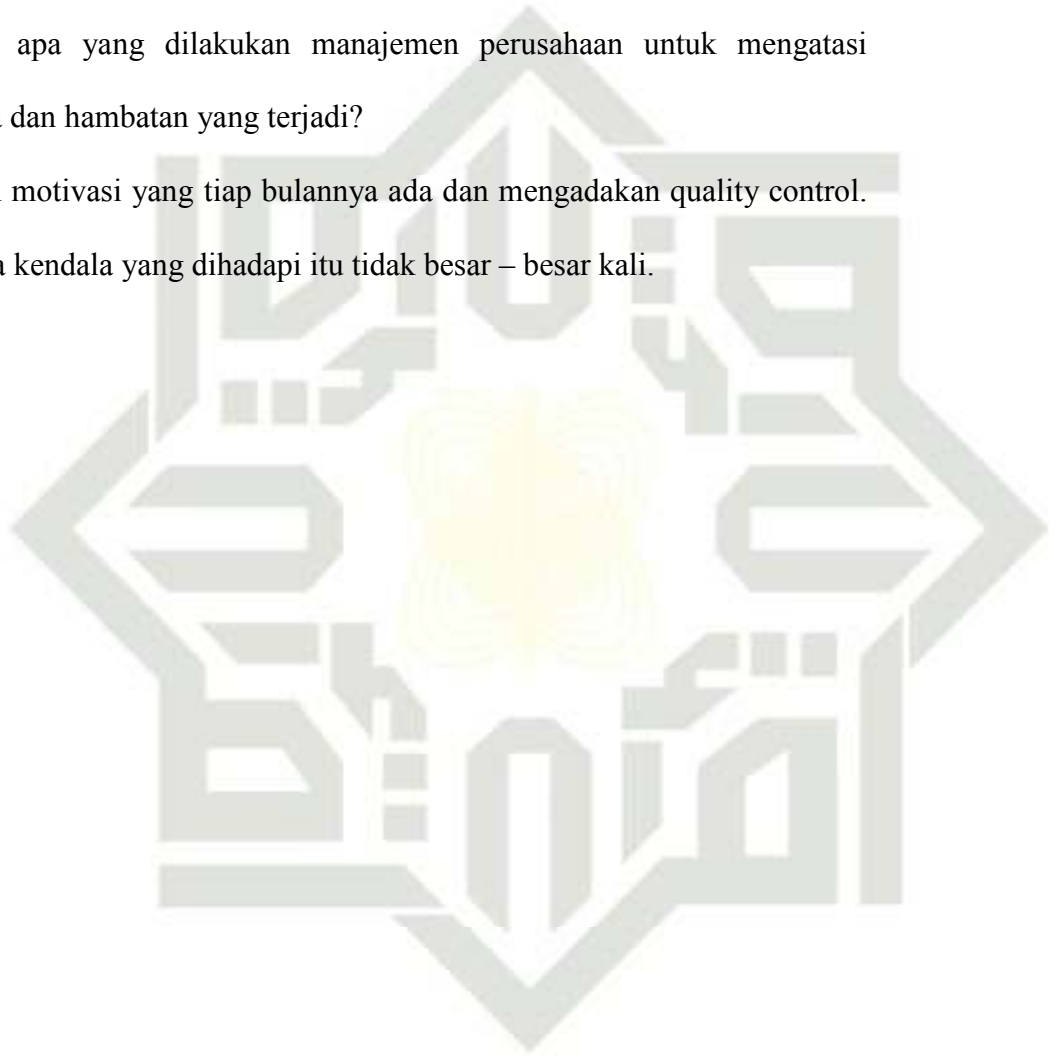 apa yang dilakukan manajemen perusahaan untuk mengatasi
dan hambatan yang terjadi?
motivasi yang tiap bulannya ada dan mengadakan quality control.
kendala yang dihadapi itu tidak besar – besar kali.